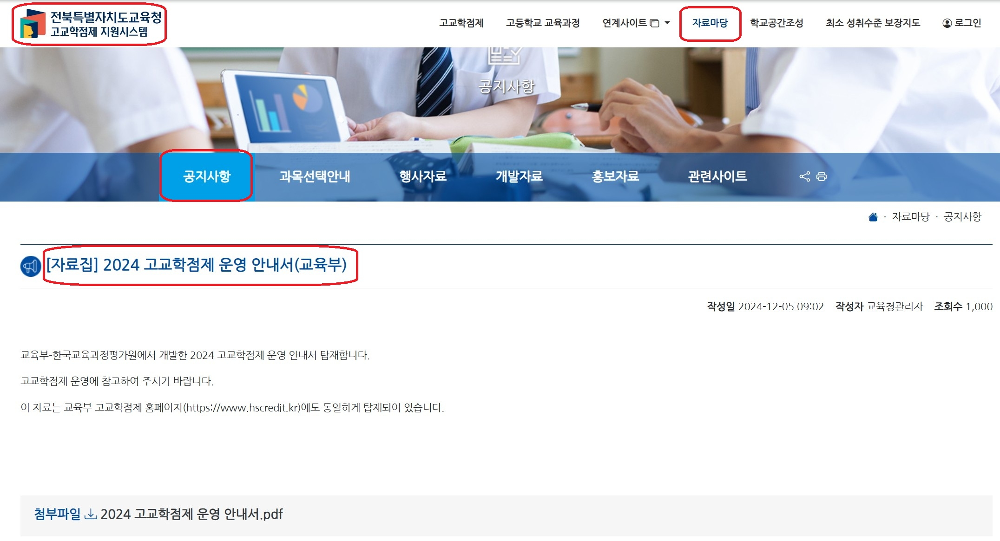 전북특별자치도교육청
고교학점제 지원시스템
고교학점제 고등학교 교육과정 연계사이트 자료마당 학교공간조성 최소 성취수준 보장지도 로그인
공지사항
공지사항 과목선택안내 행사자료 개발자료 홍보자료 관련사이트
· 자료마당 · 공지사항
[자료집] 2024 고교학점제 운영 안내서(교육부)
작성일 2024-12-05 09:02 작성자 교육청관리자 조회수 1,000
교육부-한국교육과정평가원에서 개발한 2024 고교학점제 운영 안내서 탑재합니다.
고교학점제 운영에 참고하여 주시기 바랍니다.
이 자료는 교육부 고교학점제 홈페이지(https://www.hscredit.kr)에도 동일하게 탑재되어 있습니다.
첨부파일 2024 고교학점제 운영 안내서.pdf